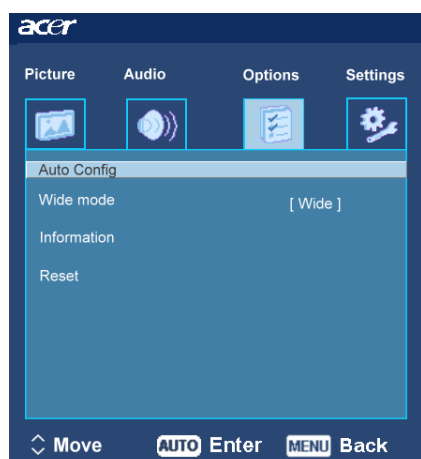 acer
Picture Audio Options Settings
Auto Config
Wide mode [ Wide ]
Information
Reset
Move AUTO Enter MENU Back